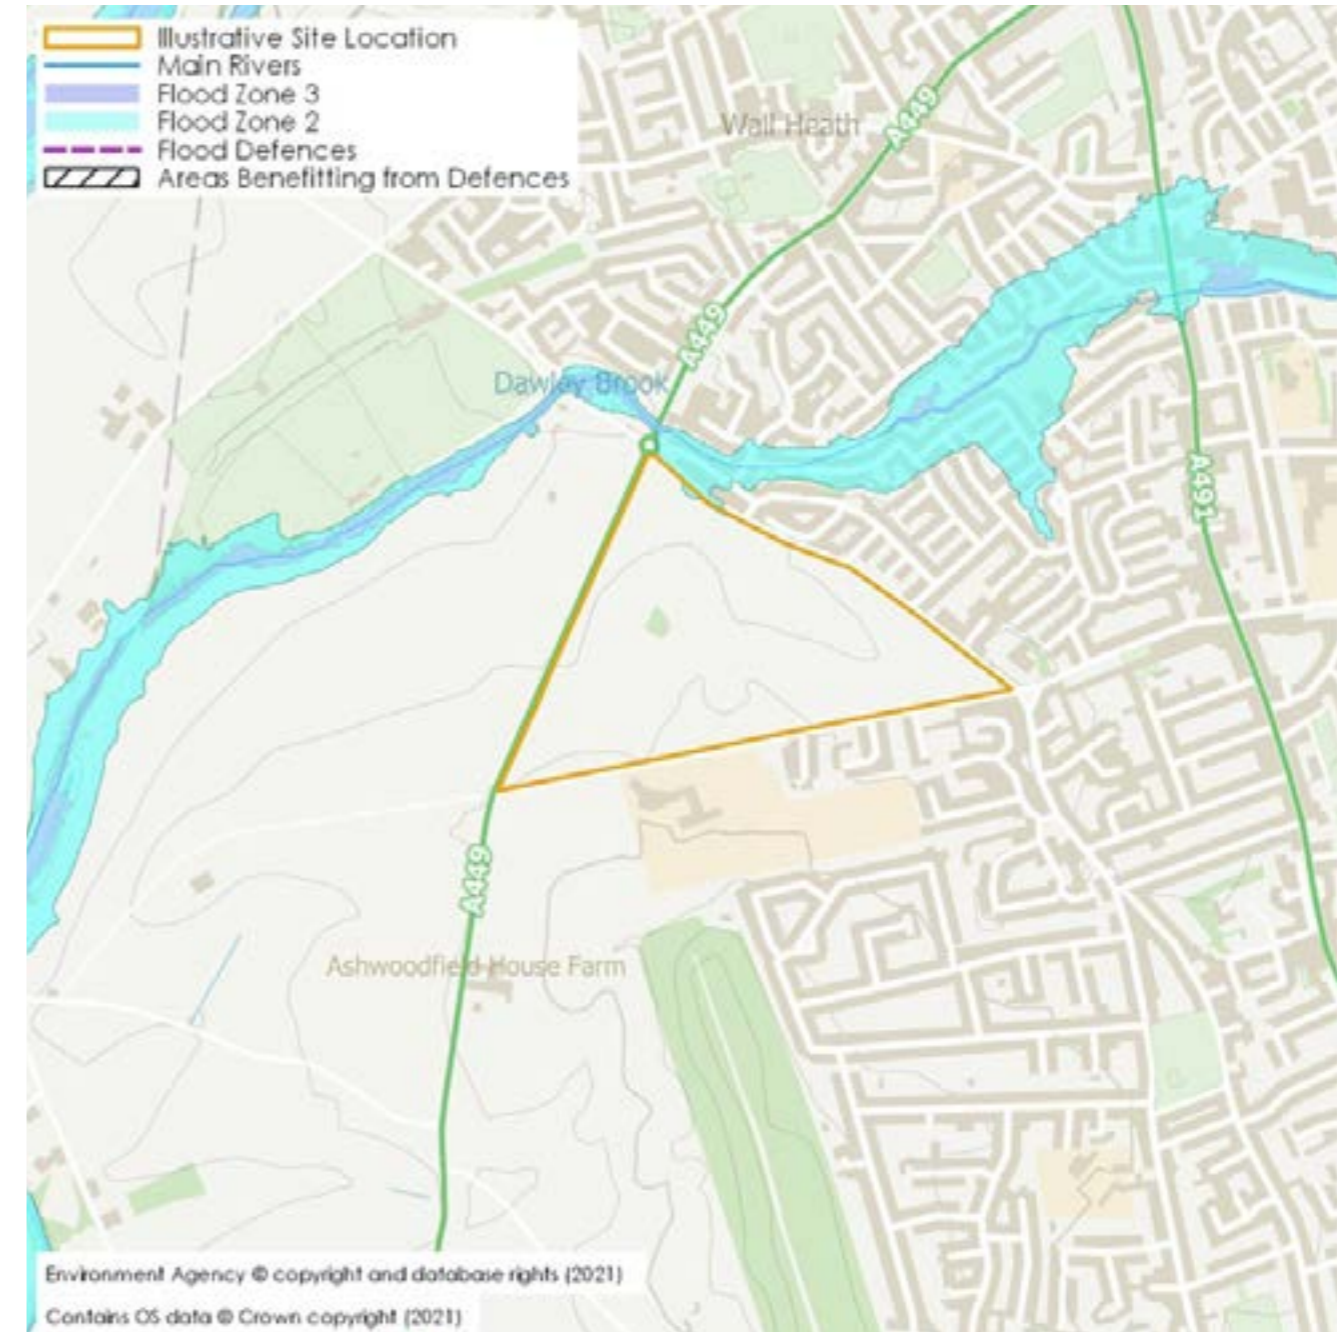 Illustrative Site Location
Main Rivers
Flood Zone 3
Flood Zone 2
Flood Defences
Areas Benefitting from Defences
Wall Heath
A449
A449
Dawley Brook
A491
A449
Ashwoodfield House Farm
Environment Agency © copyright and database rights (2021)
Contains OS data © Crown copyright (2021)